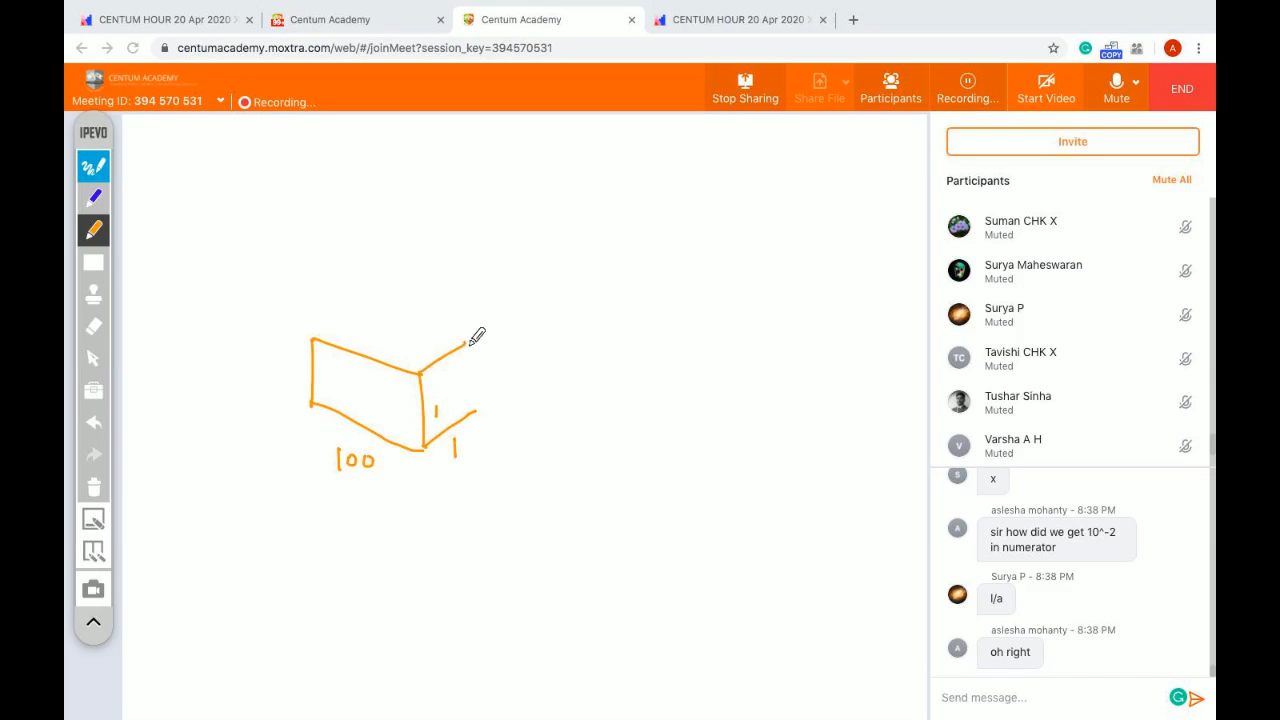 CENTUM HOUR 20 Apr 2020
Centum Academy
Centum Academy
CENTUM HOUR 20 Apr 2020
centumacademy.moxtra.com/web/#/joinMeet?session_key=394570531
COPY
A
CENTUM ACADEMY
Meeting ID: 394 570 531
Recording...
Stop Sharing
Share File
Participants
Recording...
Start Video
Mute
END
IPEVO
Invite
Participants
Mute All
Suman CHK X
Muted
Surya Maheswaran
Muted
Surya P
Muted
TC
Tavishi CHK X
Muted
Tushar Sinha
Muted
V
Varsha A H
Muted
S
x
aslesha mohanty - 8:38 PM
A
sir how did we get 10^-2
in numerator
Surya P - 8:38 PM
l/a
aslesha mohanty - 8:38 PM
A
oh right
Send message...
1
100
1